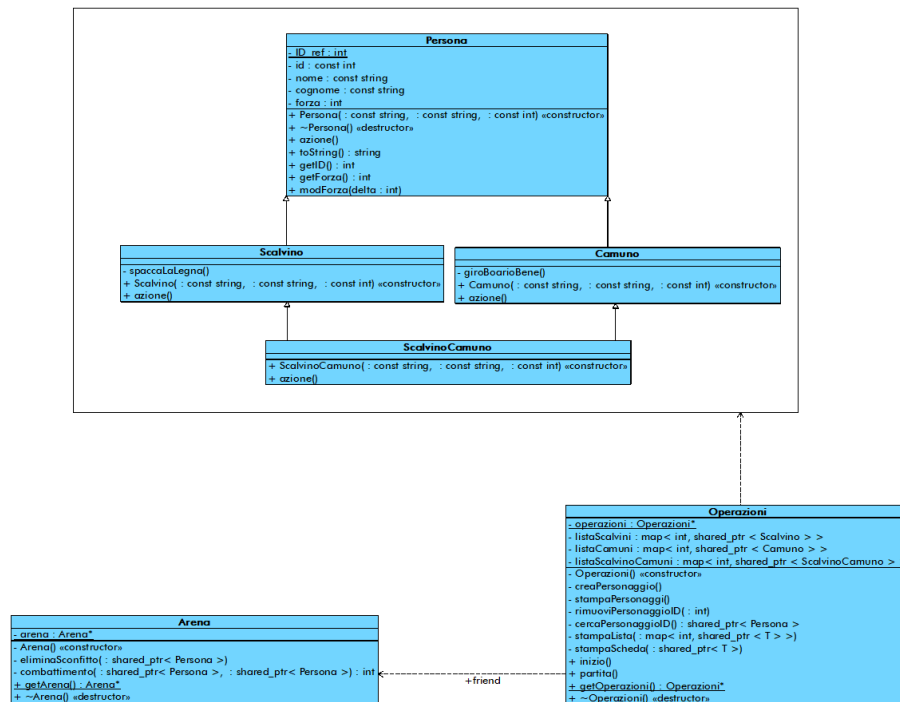 Persona
- ID_ref : int
- id : const int
- nome : const string
- cognome : const string
- forza : int
+ Persona( : const string, : const string, : const int) «constructor»
+ ~Persona() «destructor»
+ azione()
+ toString() : string
+ getID() : int
+ getForza() : int
+ modForza(delta : int)
Scalvino
- spaccaLaLegna()
+ Scalvino( : const string, : const string, : const int) «constructor»
+ azione()
Camuno
- giroBoarioBene()
+ Camuno( : const string, : const string, : const int) «constructor»
+ azione()
ScalvinoCamuno
+ ScalvinoCamuno( : const string, : const string, : const int) «constructor»
+ azione()
Operazioni
- operazioni : Operazioni*
- listaScalvini : map< int, shared_ptr < Scalvino > >
- listaCamuni : map< int, shared_ptr < Camuno > >
- listaScalvinoCamuni : map< int, shared_ptr < ScalvinoCamuno >
- Operazioni() «constructor»
- creaPersonaggio()
- stampaPersonaggi()
- rimuoviPersonaggioID( : int)
- cercaPersonaggioID() : shared_ptr< Persona >
- stampaLista( : map< int, shared_ptr < T > >)
- stampaScheda( : shared_ptr< T >)
+ inizio()
+ partita()
+ getOperazioni() : Operazioni*
+ ~Operazioni() «destructor»
Arena
- arena : Arena*
- Arena() «constructor»
- eliminaSconfitto( : shared_ptr< Persona >)
- combattimento( : shared_ptr< Persona >, : shared_ptr< Persona >) : int
+ getArena() : Arena*
+ ~Arena() «destructor»
+friend